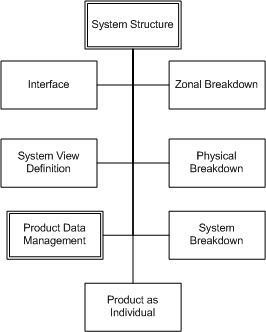 System Structure
Interface
Zonal Breakdown
System View
Definition
Physical
Breakdown
Product Data
Management
System
Breakdown
Product as
Individual